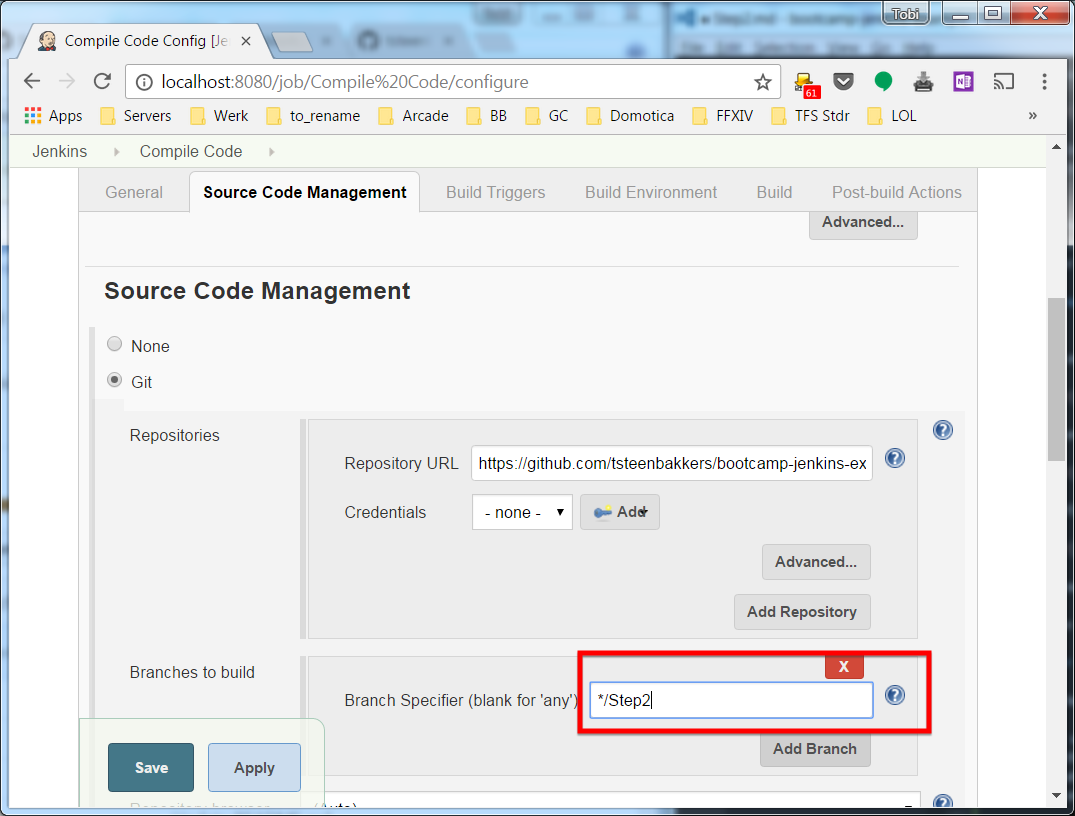 Tobi
Compile Code Config [Je
localhost:8080/job/Compile%20Code/configure
61
Apps Servers Werk to_rename Arcade BB GC Domotica FFXIV TFS Stdr LOL »
Jenkins Compile Code
General Source Code Management Build Triggers Build Environment Build Post-build Actions
Advanced...
Source Code Management
None
Git
Repositories
Repository URL https://github.com/tsteenbakkers/bootcamp-jenkins-ex
Credentials - none - Add
Advanced...
Add Repository
X
Branches to build
Branch Specifier (blank for 'any') */Step2
Add Branch
Save Apply